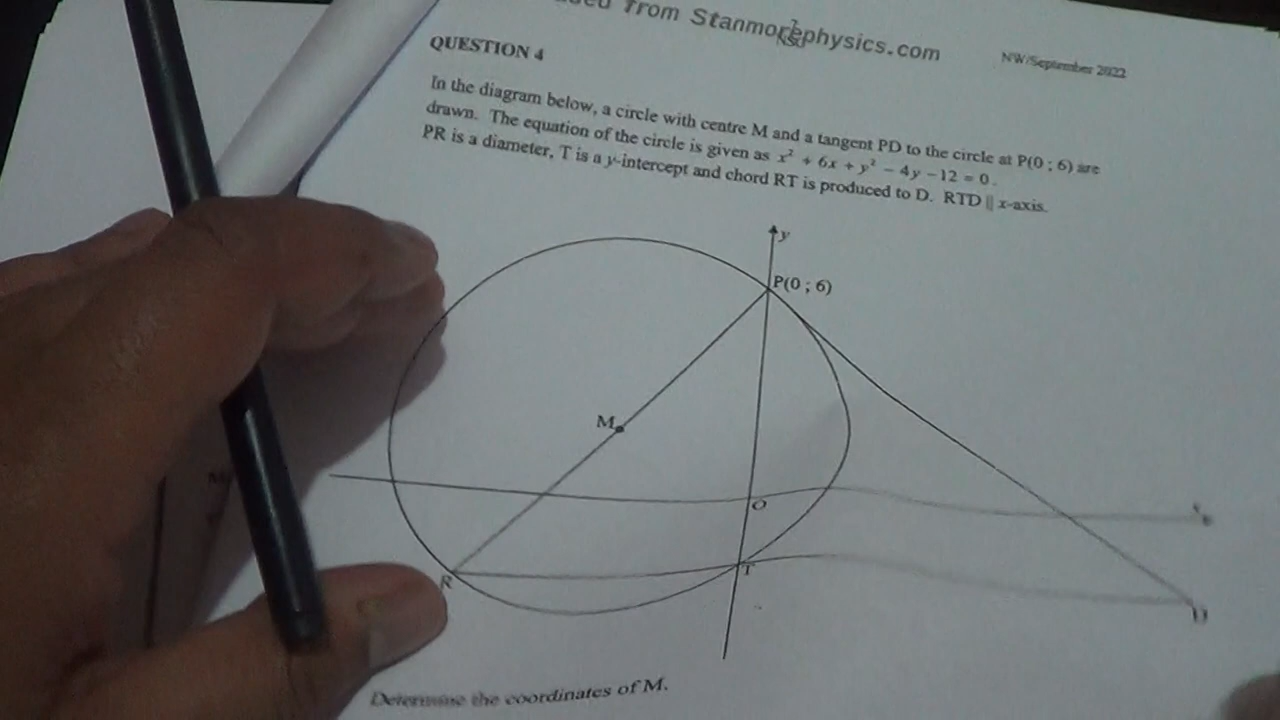 from Stanmorephysics.com
NW/September 2022
QUESTION 4
In the diagram below, a circle with centre M and a tangent PD to the circle at P(0 ; 6) are
drawn. The equation of the circle is given as x² + 6x + y² − 4y − 12 = 0.
PR is a diameter, T is a y-intercept and chord RT is produced to D. RTD || x-axis.
y
P(0 ; 6)
M
O
x
R
T
D
Determine the coordinates of M.